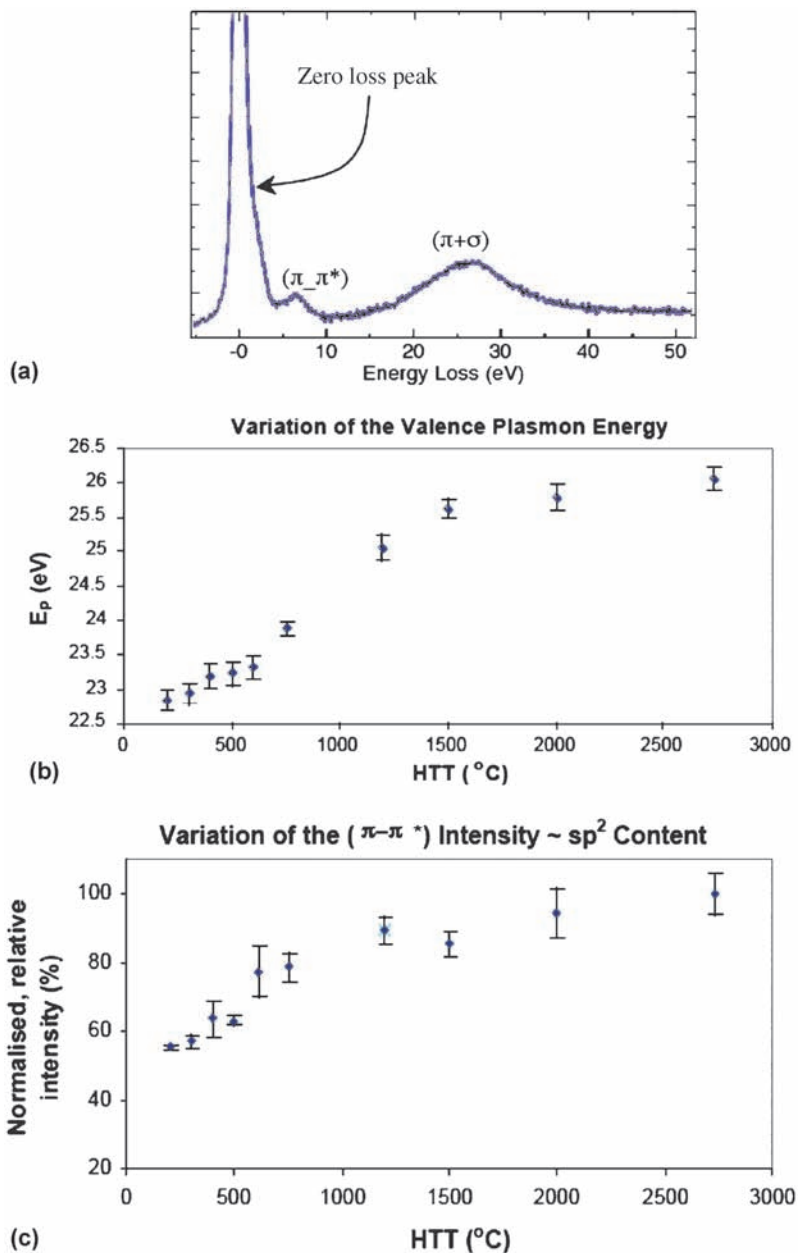 Zero loss peak
(π+σ)
(π_π*)
-0 10 20 30 40 50
Energy Loss (eV)
(a)
Variation of the Valence Plasmon Energy
26.5
26
25.5
25
24.5
24
23.5
23
22.5
Eₚ (eV)
0 500 1000 1500 2000 2500 3000
HTT (°C)
(b)
Variation of the (π–π *) Intensity ~ sp² Content
100
80
60
40
20
Normalised, relative
intensity (%)
0 500 1000 1500 2000 2500 3000
HTT (°C)
(c)